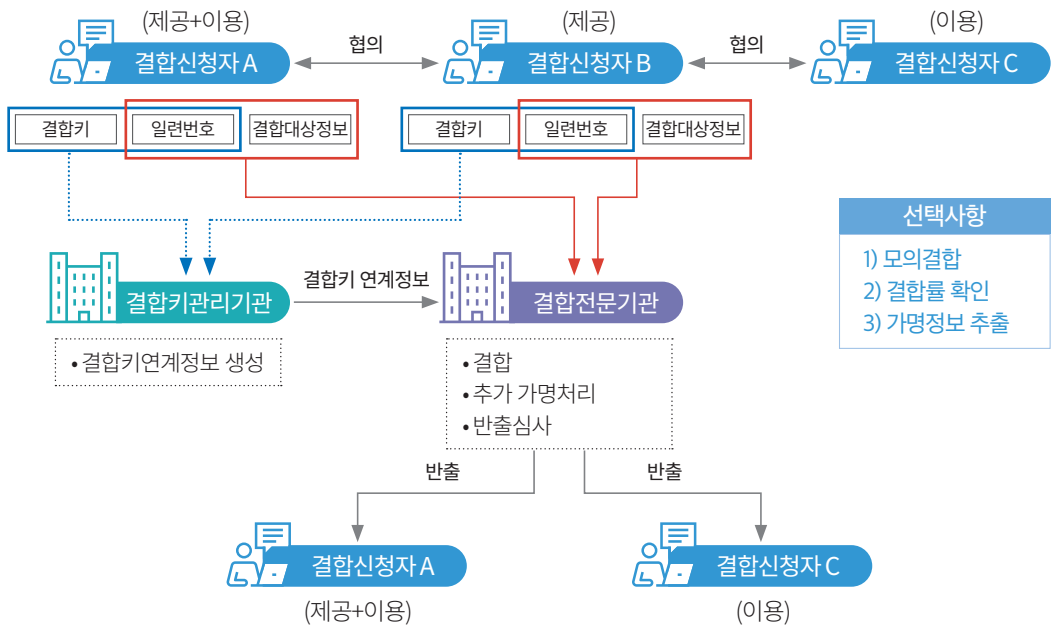 (제공+이용)
(제공)
(이용)
결합신청자 A
협의
결합신청자 B
협의
결합신청자 C
결합키
일련번호
결합대상정보
결합키
일련번호
결합대상정보
선택사항
1) 모의결합
2) 결합률 확인
3) 가명정보 추출
결합키관리기관
결합키 연계정보
결합전문기관
• 결합키연계정보 생성
• 결합
• 추가 가명처리
• 반출심사
반출
반출
결합신청자 A
결합신청자 C
(제공+이용)
(이용)